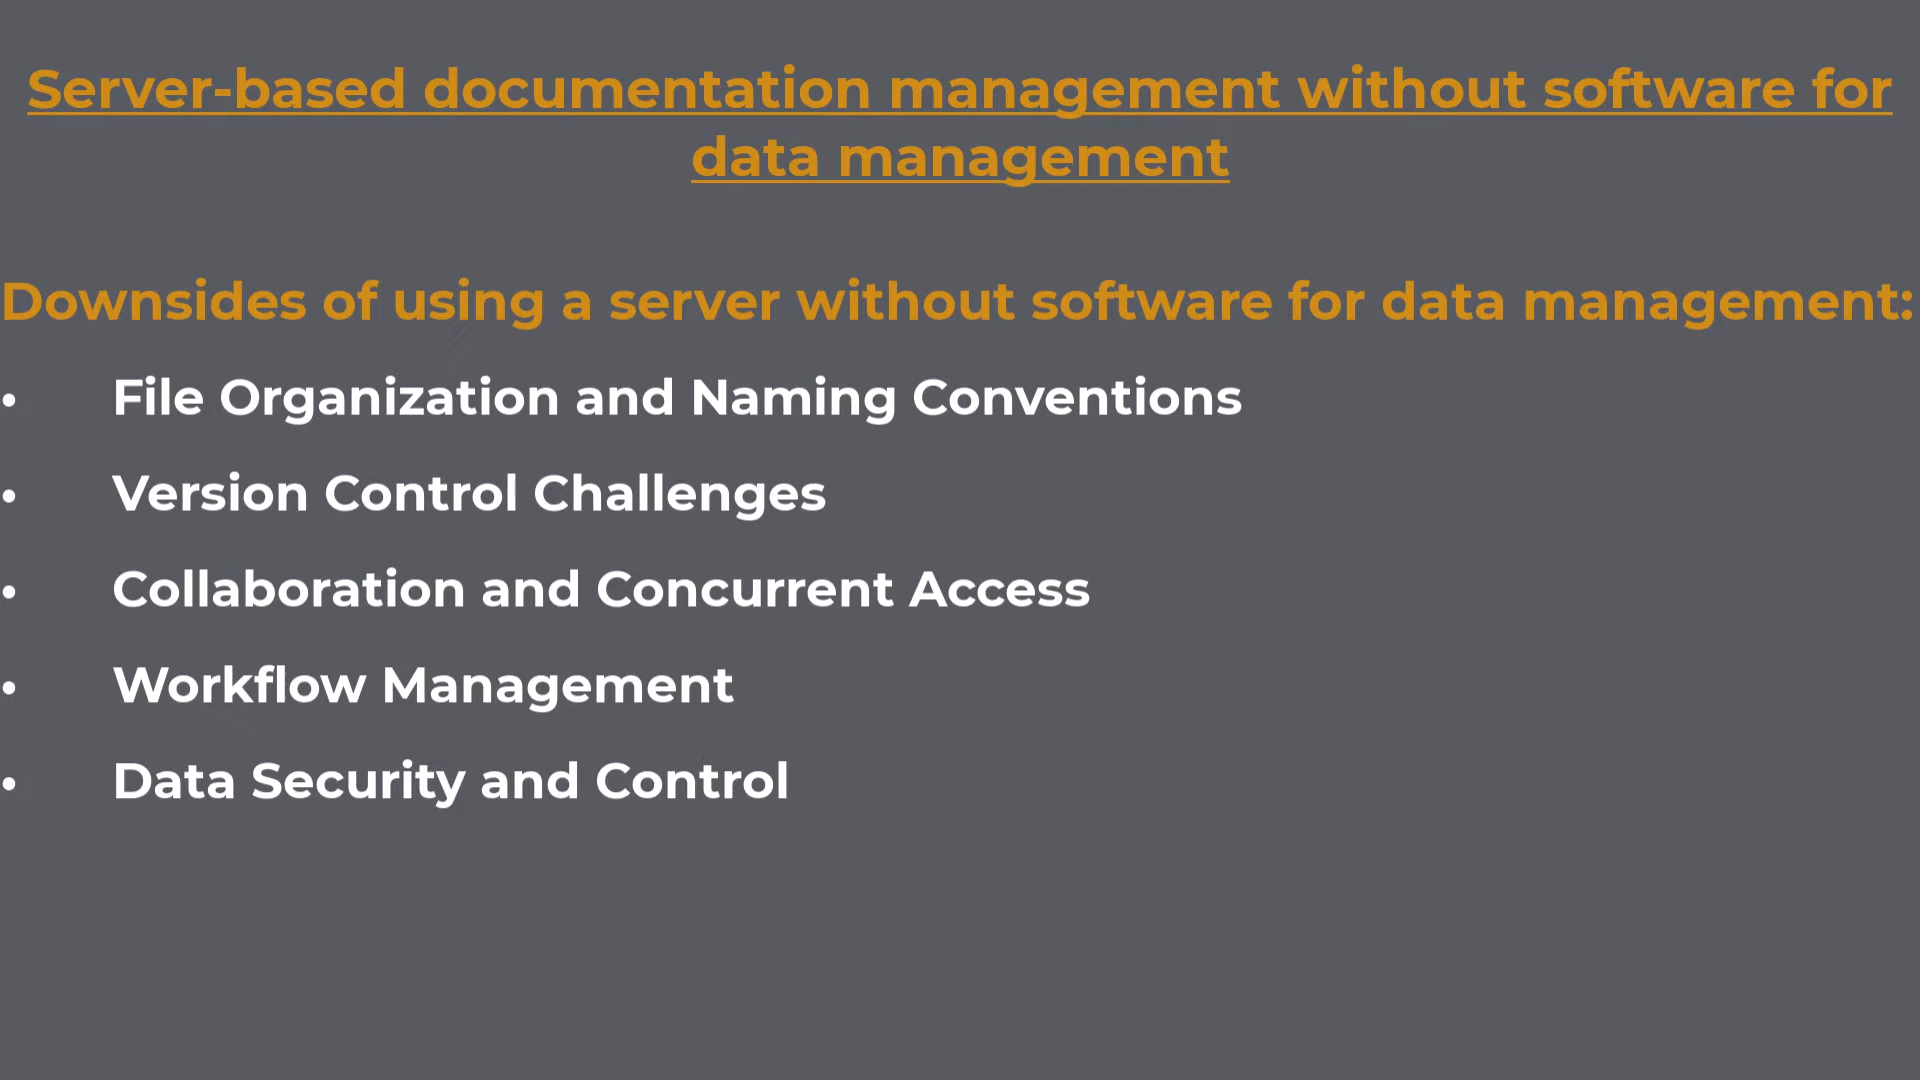 Server-based documentation management without software for
data management
Downsides of using a server without software for data management:
• File Organization and Naming Conventions
• Version Control Challenges
• Collaboration and Concurrent Access
• Workflow Management
• Data Security and Control